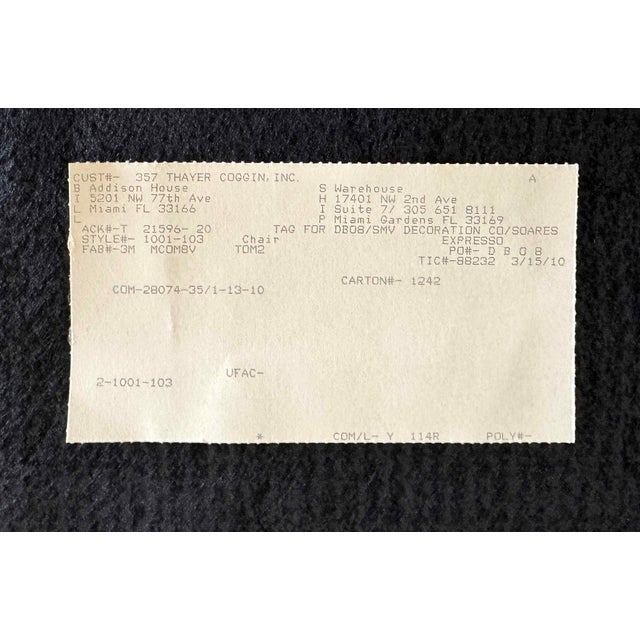 CUST#- 357 THAYER COGGIN, INC. A
B Addison House S Warehouse
I 5201 NW 77th Ave H 17401 NW 2nd Ave
L Miami FL 33166 I Suite 7/ 305 651 8111
L P Miami Gardens FL 33169
ACK#-T 21596- 20 TAG FOR DB08/SMV DECORATION CO/SOARES
STYLE#- 1001-103 Chair EXPRESSO
FAB#-3M MCOM8V TOM2 PO#- D B 0 8
TIC#-88232 3/15/10
COM-28074-35/1-13-10 CARTON#- 1242
UFAC-
2-1001-103
* COM/L- Y 114R POLY#-